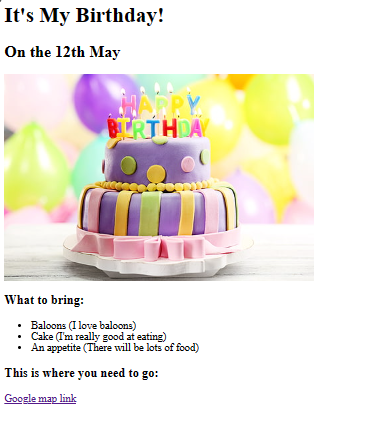 It's My Birthday!
On the 12th May
HAPPY
BIRTHDAY
What to bring:
Baloons (I love baloons)
Cake (I'm really good at eating)
An appetite (There will be lots of food)
This is where you need to go:
Google map link